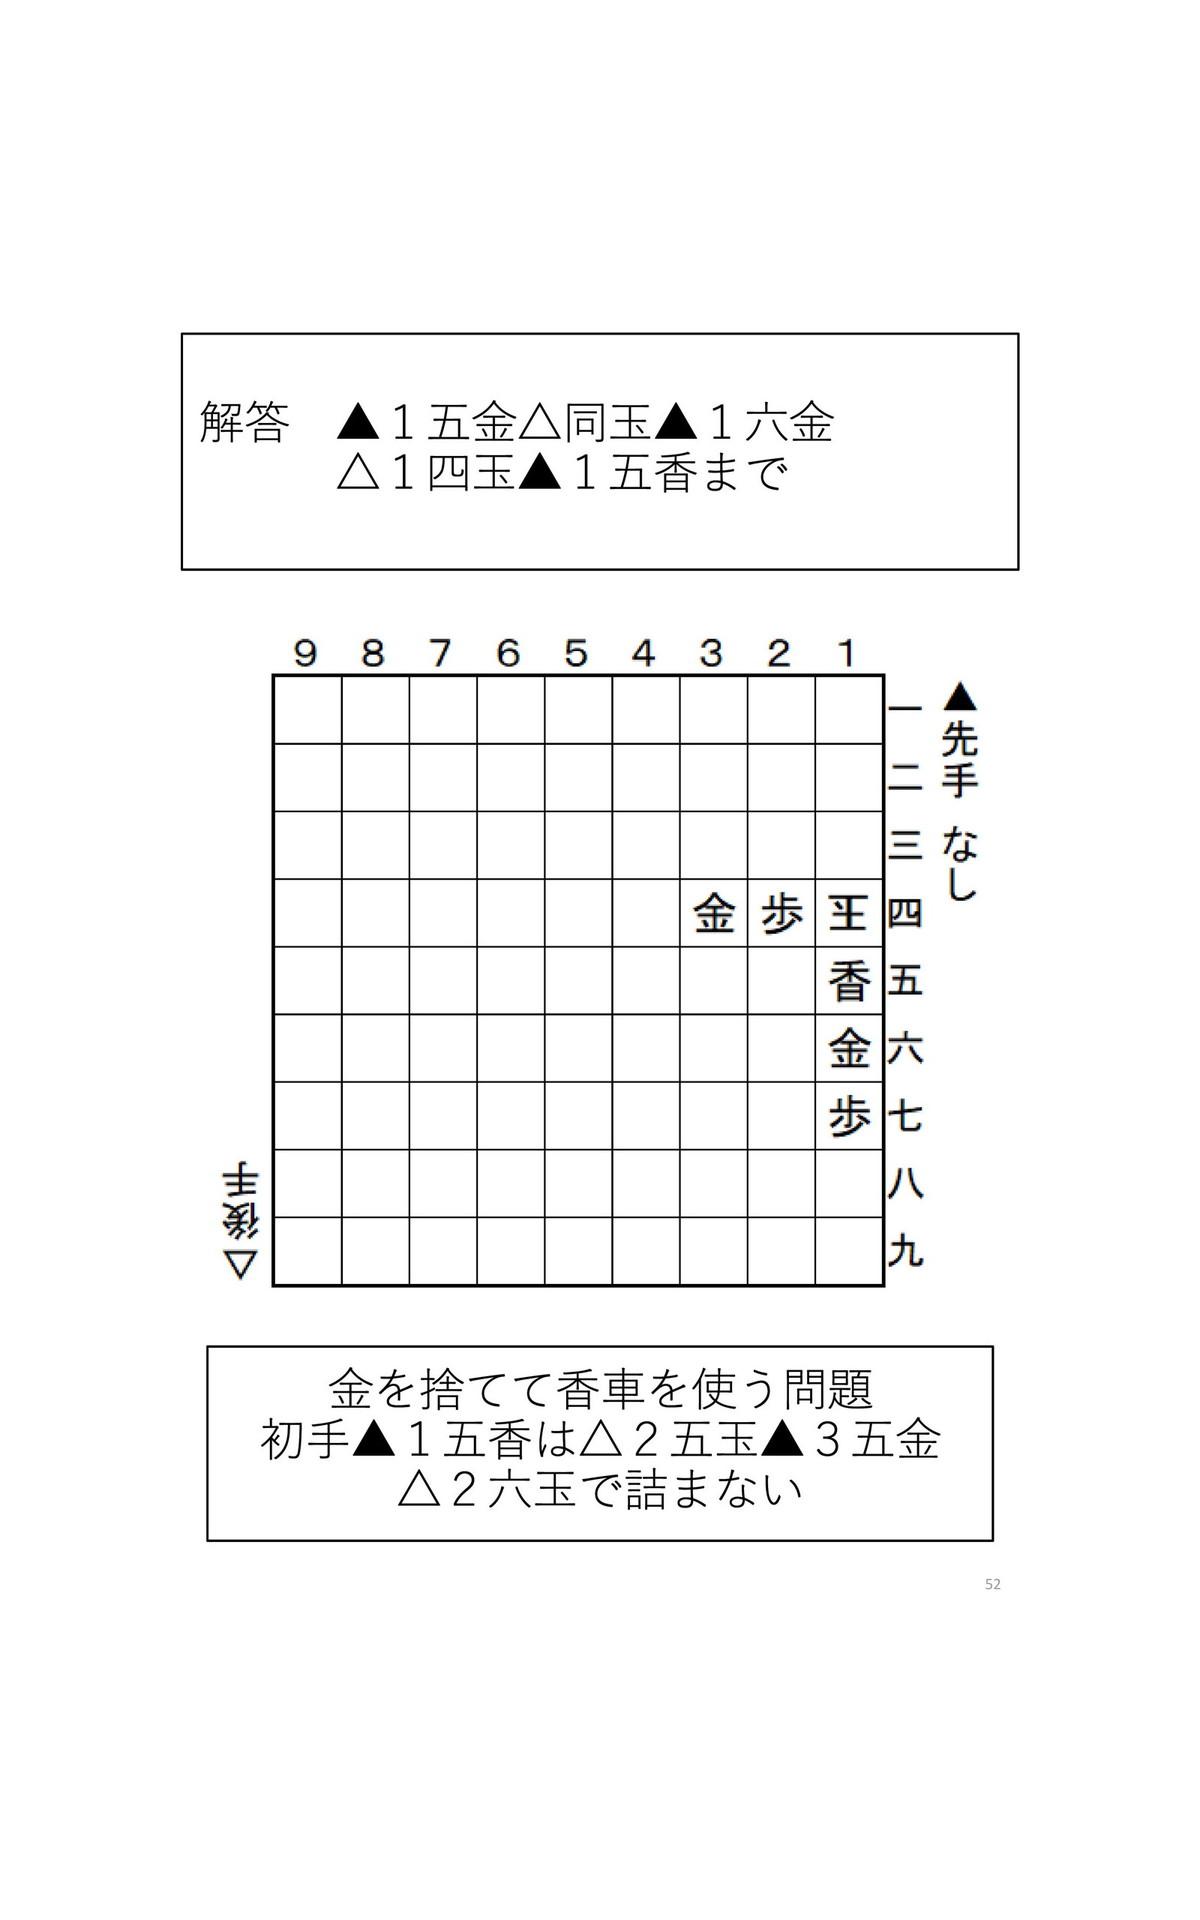 解答　▲１五金△同玉▲１六金
△１四玉▲１五香まで
９ ８ ７ ６ ５ ４ ３ ２ １
一
二
三
金 歩 王 四
香 五
金 六
歩 七
八
九
▲先手 なし
△後手
金を捨てて香車を使う問題
初手▲１五香は△２五玉▲３五金
△２六玉で詰まない
52